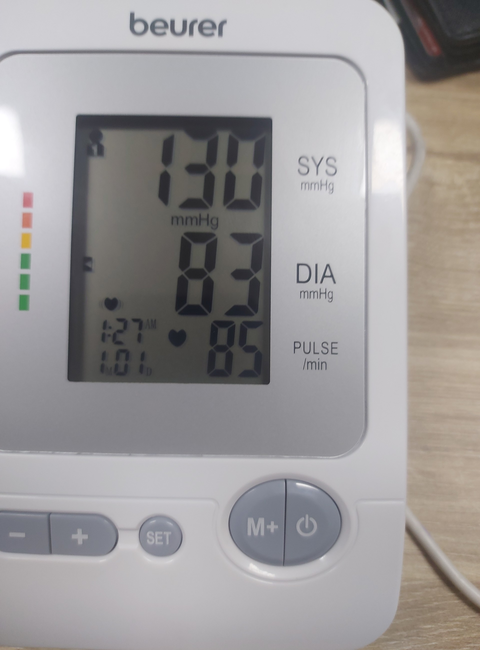 beurer
130
SYS
mmHg
mmHg
83
DIA
mmHg
1:27 AM
85
PULSE
/min
1.01
−
+
SET
M+